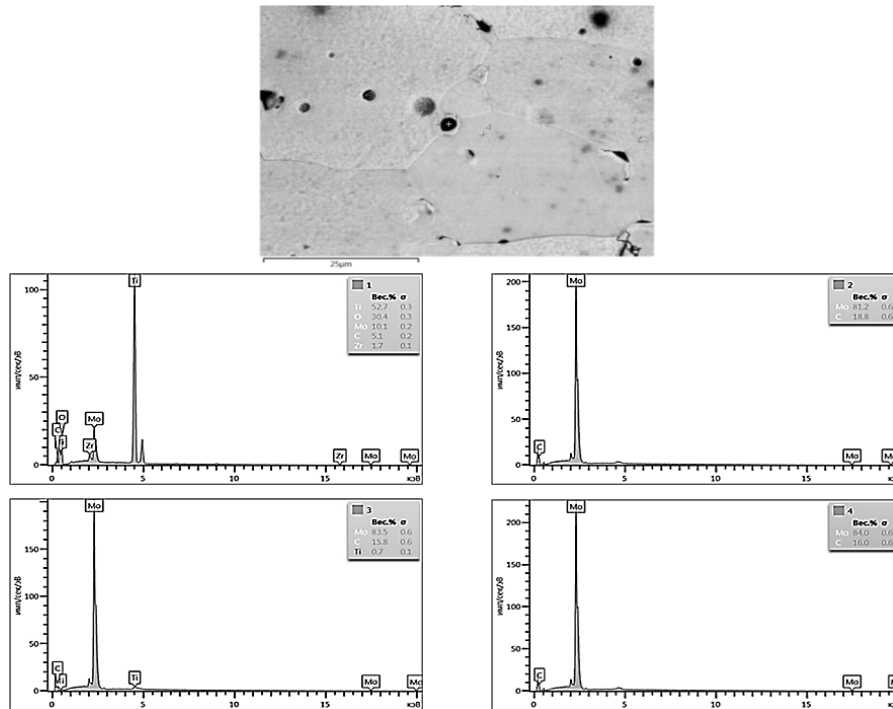 25μm
1
Вес.% σ
Ti 52.7 0.3
O 30.4 0.3
Mo 10.1 0.2
C 5.1 0.2
Zr 1.7 0.1
100
50
0
имп/сек/эВ
Ti
O
C
Ti
Mo
Zr
Zr
Mo
Mo
0 5 10 15 20 кэВ
2
Вес.% σ
Mo 81.2 0.6
C 18.8 0.6
200
150
100
50
0
имп/сек/эВ
Mo
C
Mo
0 5 10 15
3
Вес.% σ
Mo 83.5 0.6
C 15.8 0.6
Ti 0.7 0.1
150
100
50
0
имп/сек/эВ
Mo
C
Ti
Ti
Mo
Mo
0 5 10 15 20 кэВ
4
Вес.% σ
Mo 84.0 0.6
C 16.0 0.6
200
150
100
50
0
имп/сек/эВ
Mo
C
Mo
0 5 10 15